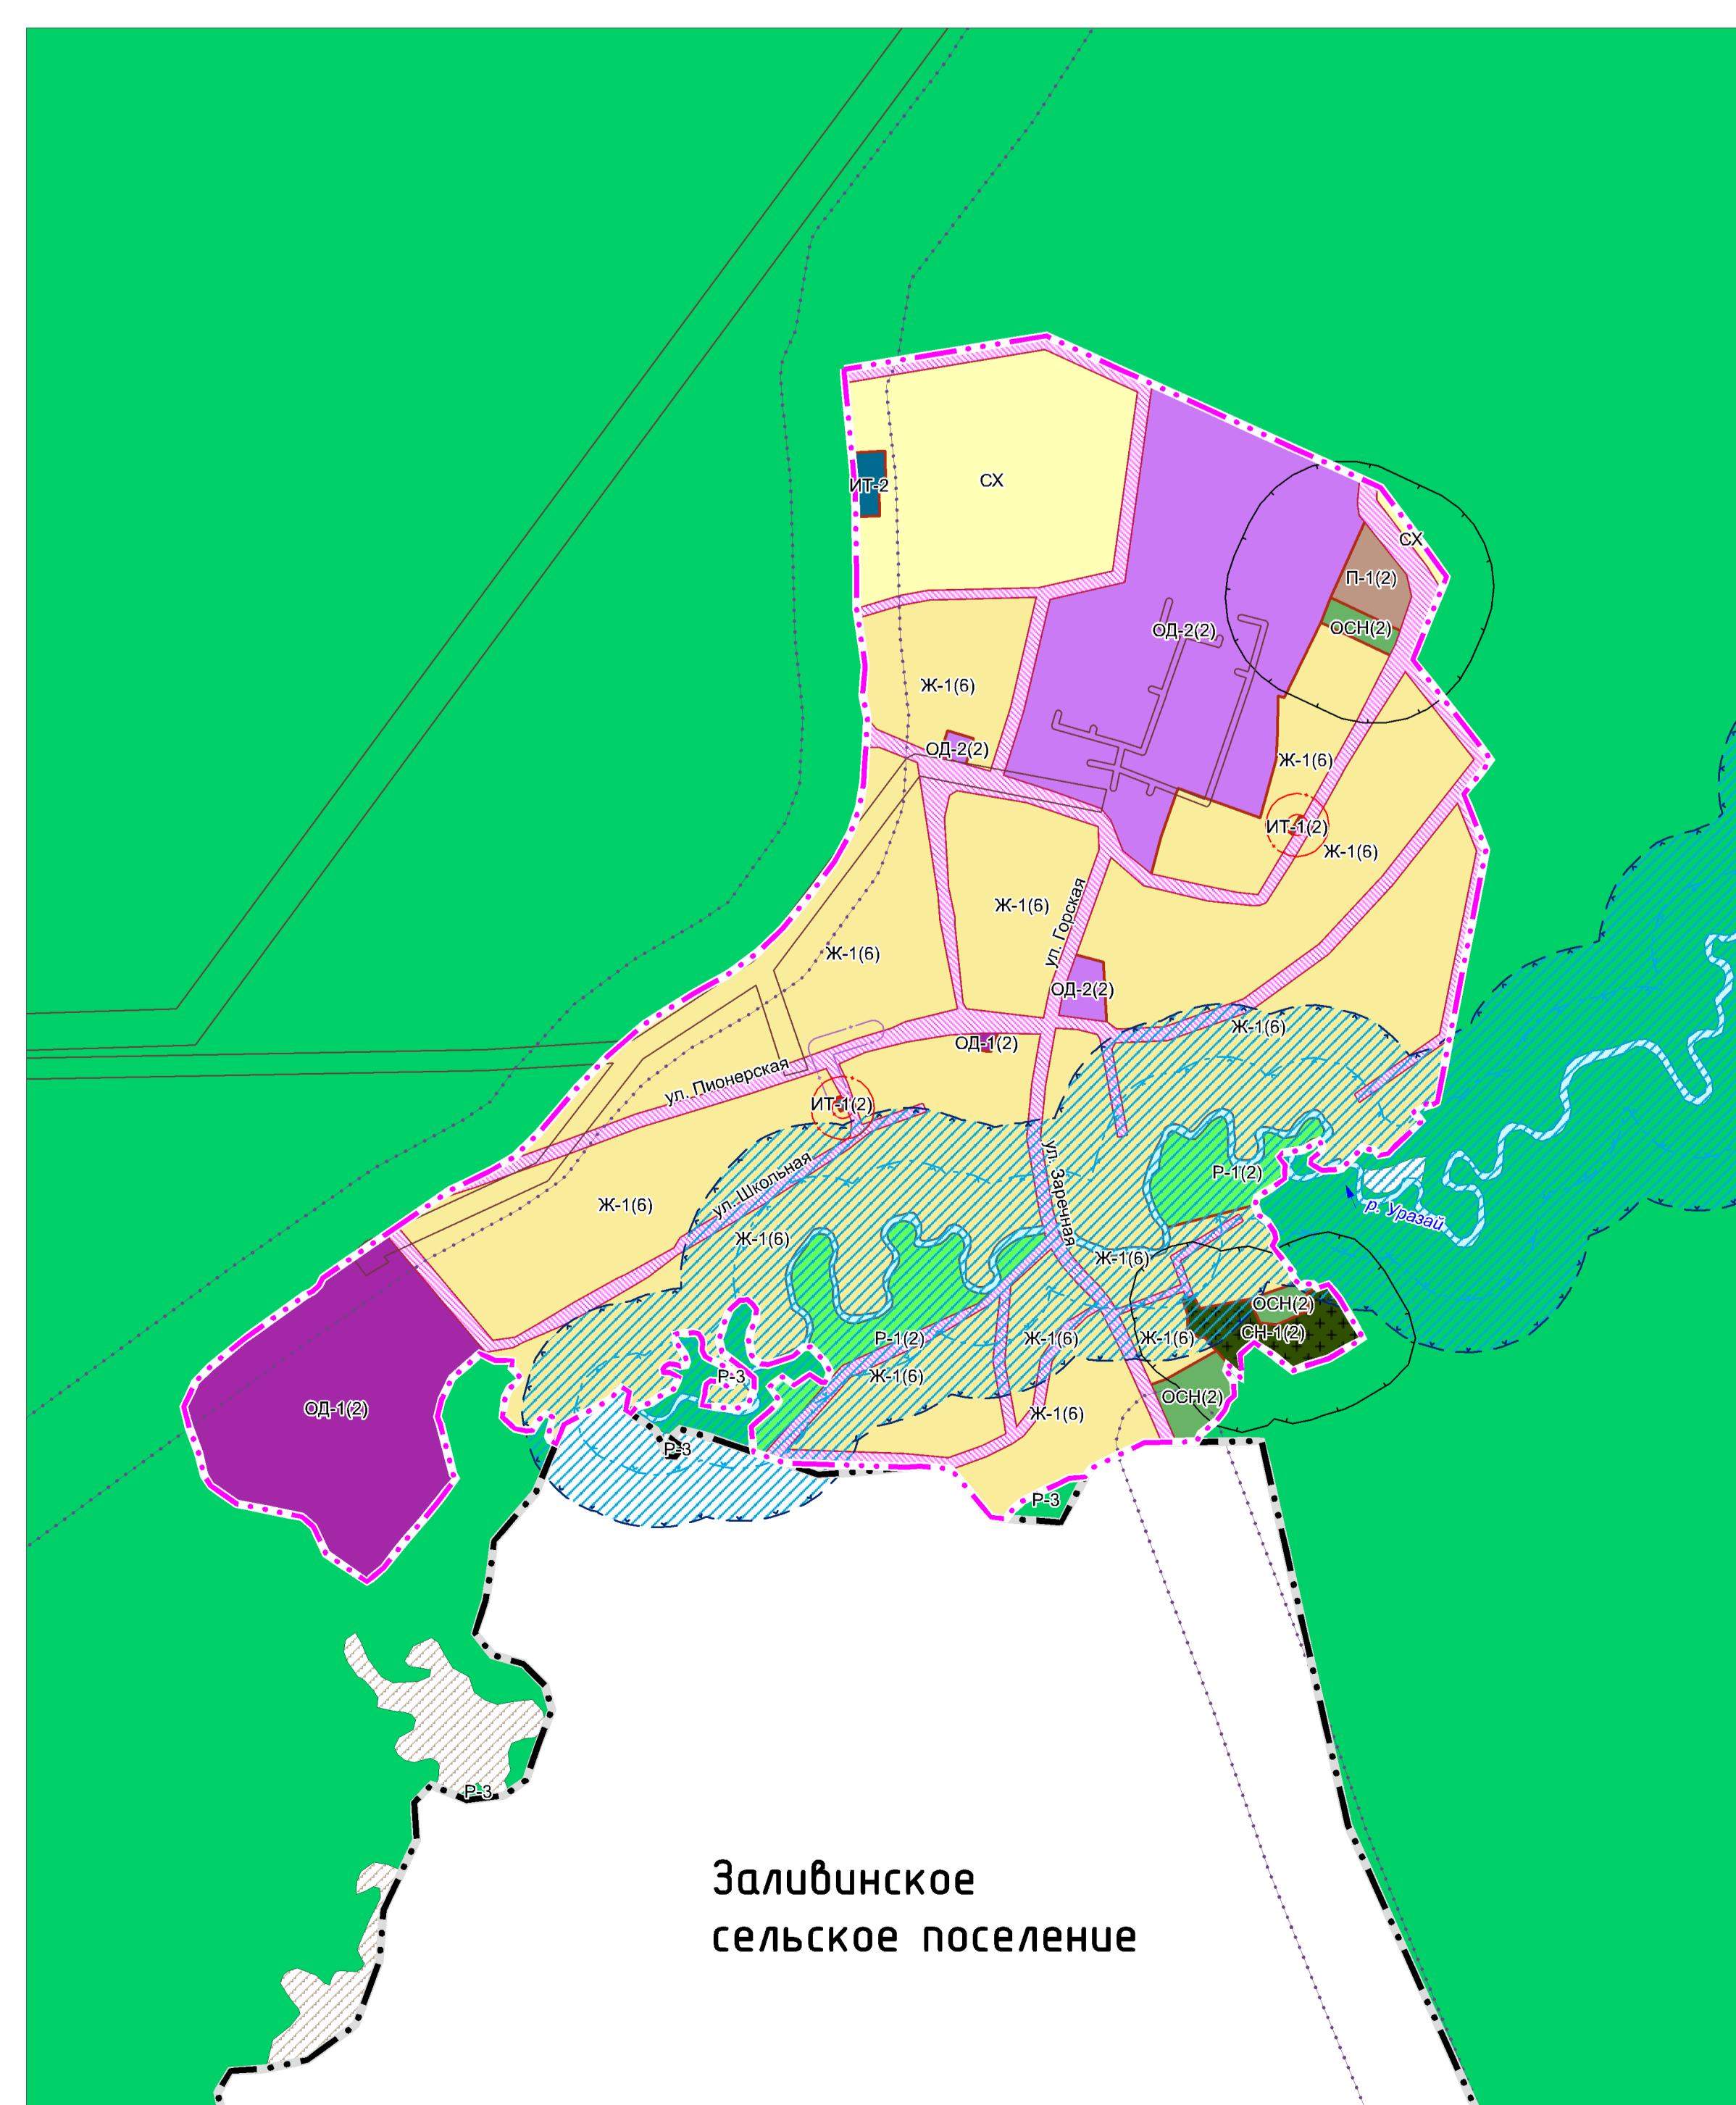 СХ
ИТ-2
СХ
П-1(2)
ОСН(2)
ОД-2(2)
Ж-1(6)
ОД-2(2)
Ж-1(6)
ИТ-1(2)
Ж-1(6)
Ж-1(6)
ул. Горская
Ж-1(6)
ОД-2(2)
Ж-1(6)
ОД-1(2)
ул. Пионерская
ИТ-1(2)
ул. Школьная
ул. Заречная
Р-1(2)
Ж-1(6)
р. Уразай
Ж-1(6)
Ж-1(6)
ОСН(2)
СН-1(2)
Р-1(2)
Ж-1(6)
Ж-1(6)
Р-3
Ж-1(6)
ОСН(2)
ОД-1(2)
Ж-1(6)
Р-3
Р-3
Р-3
Заливинское
сельское поселение